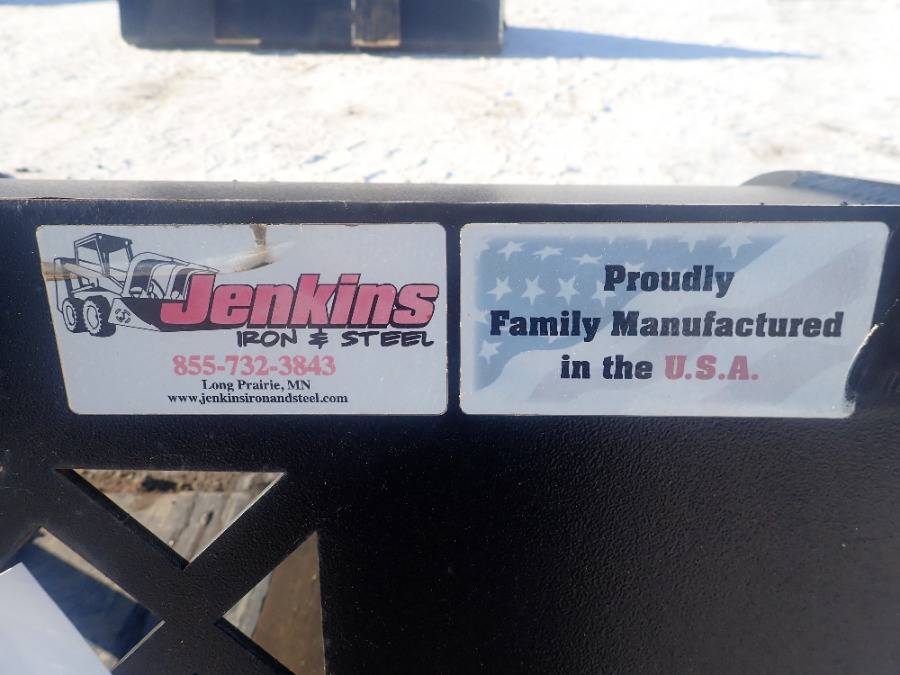 Jenkins
IRON & STEEL
855-732-3843
Long Prairie, MN
www.jenkinsironandsteel.com
Proudly
Family Manufactured
in the U.S.A.